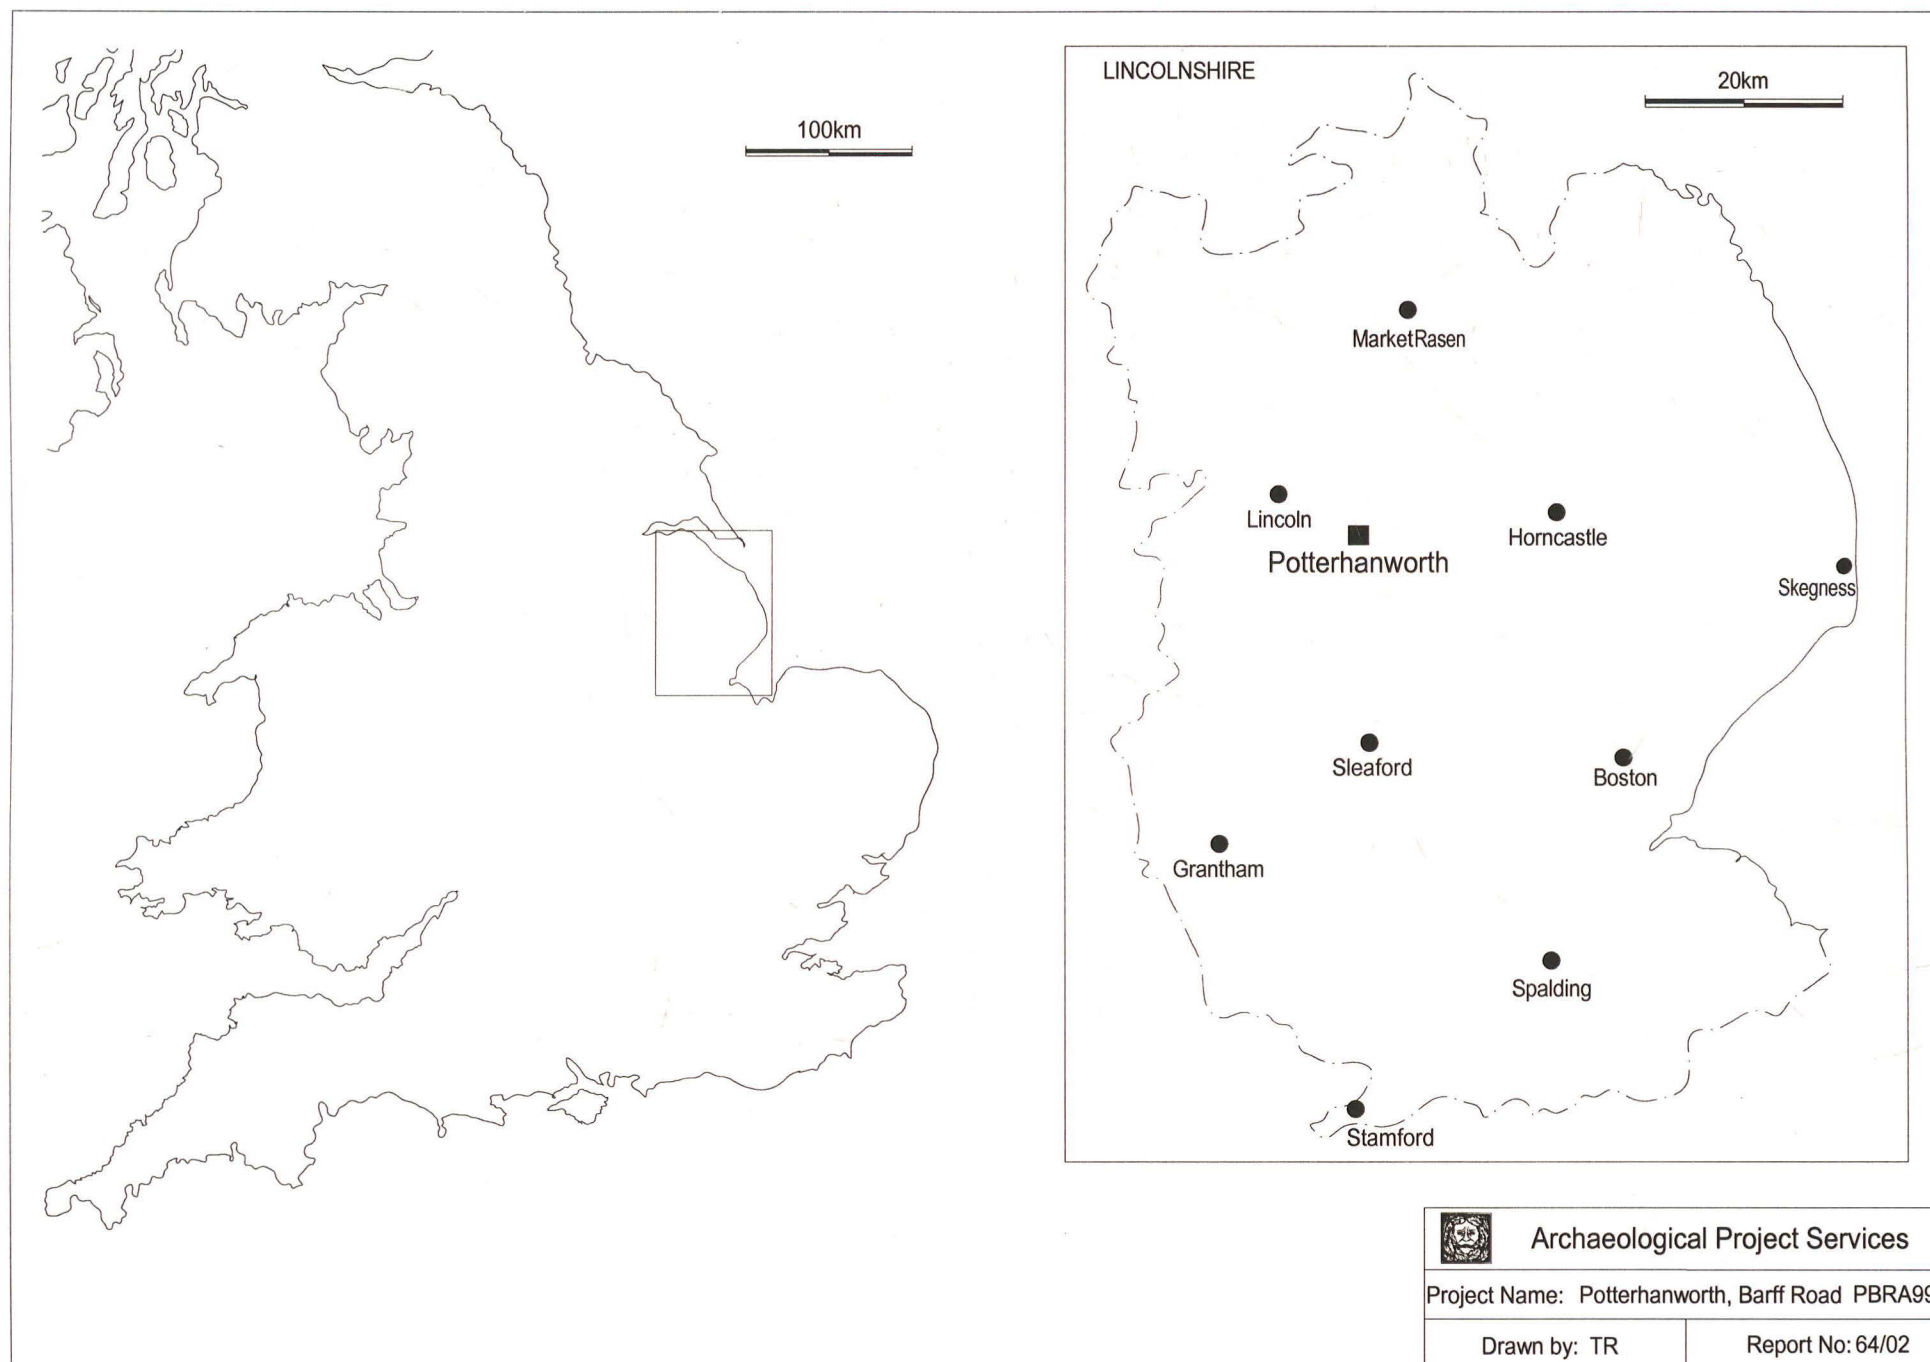 100km
LINCOLNSHIRE
20km
MarketRasen
Lincoln
Horncastle
Potterhanworth
Skegness
Sleaford
Boston
Grantham
Spalding
Stamford
Archaeological Project Services
Project Name: Potterhanworth, Barff Road PBRA99
Drawn by: TR
Report No: 64/02